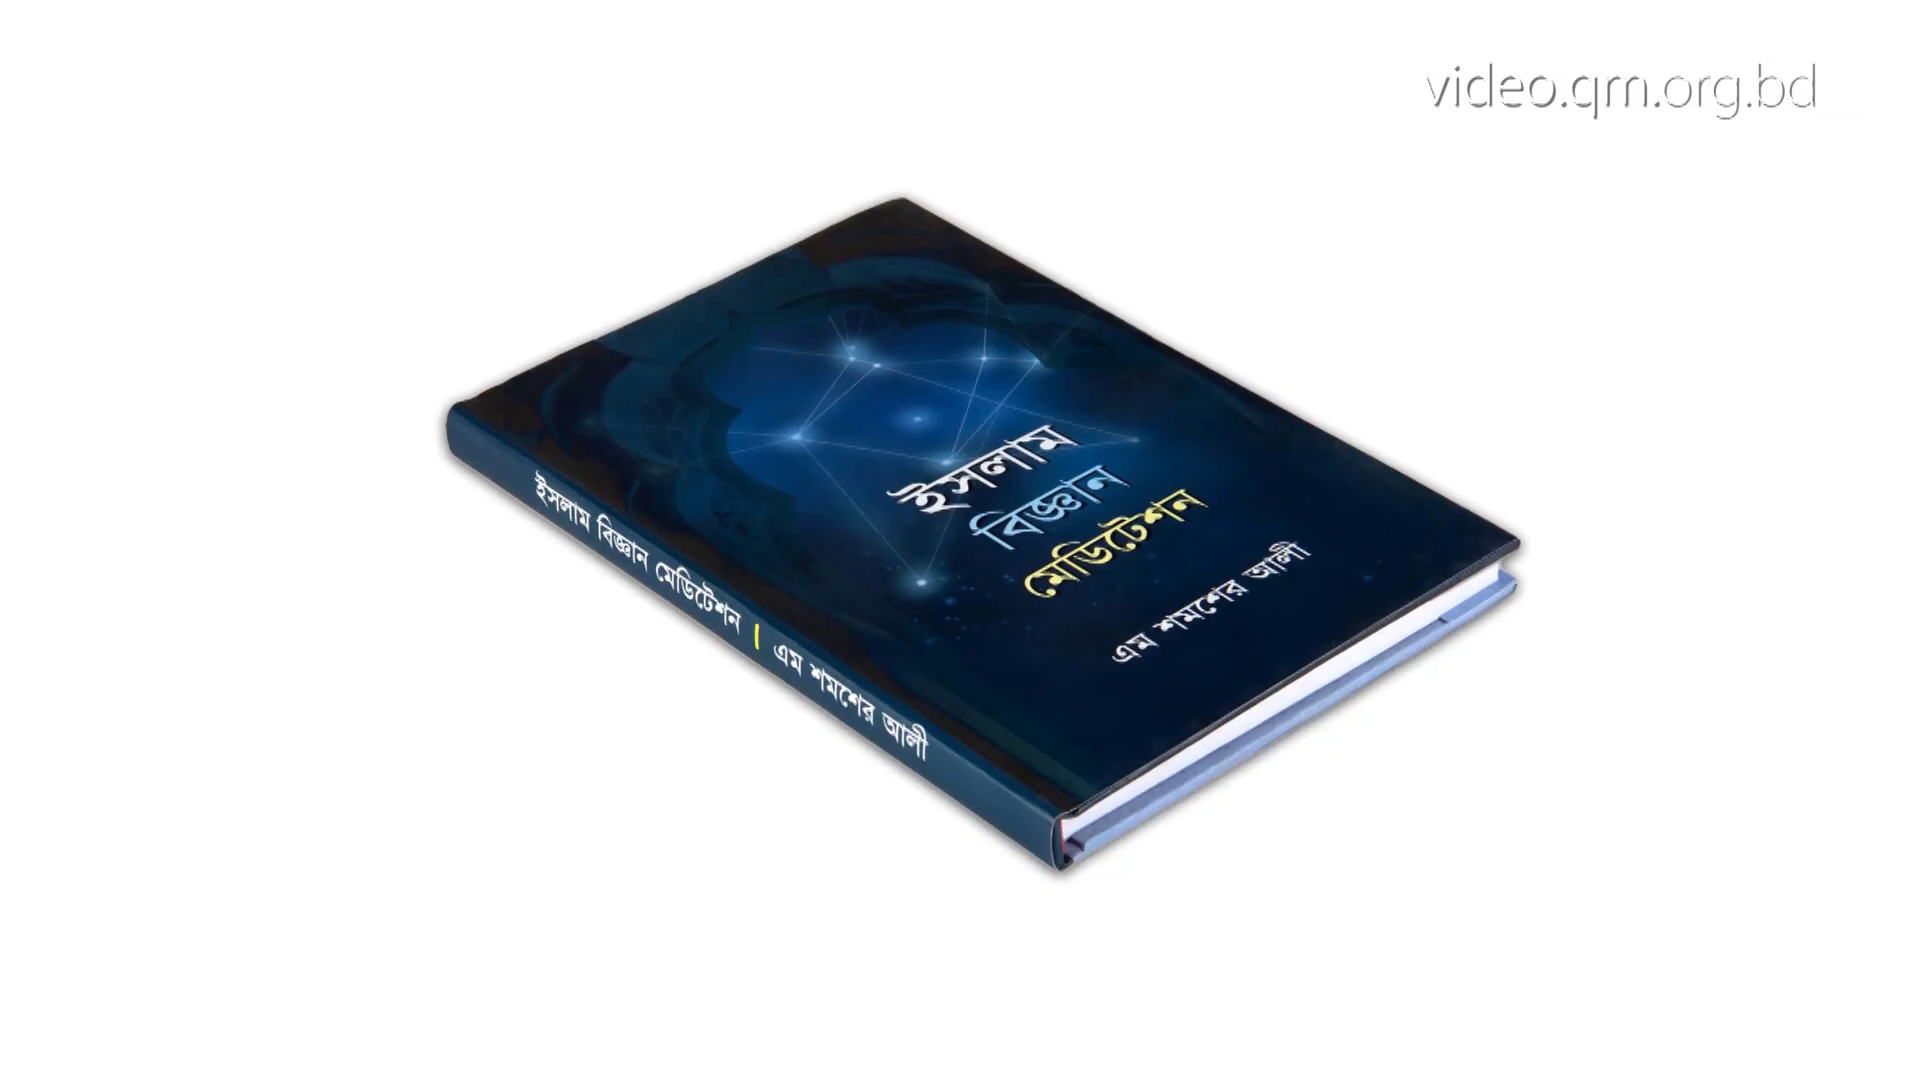 video.qm.org.bd
ইসলাম
বিজ্ঞান
মেডিটেশন
এম শমশের আলী
ইসলাম বিজ্ঞান মেডিটেশন | এম শমশের আলী